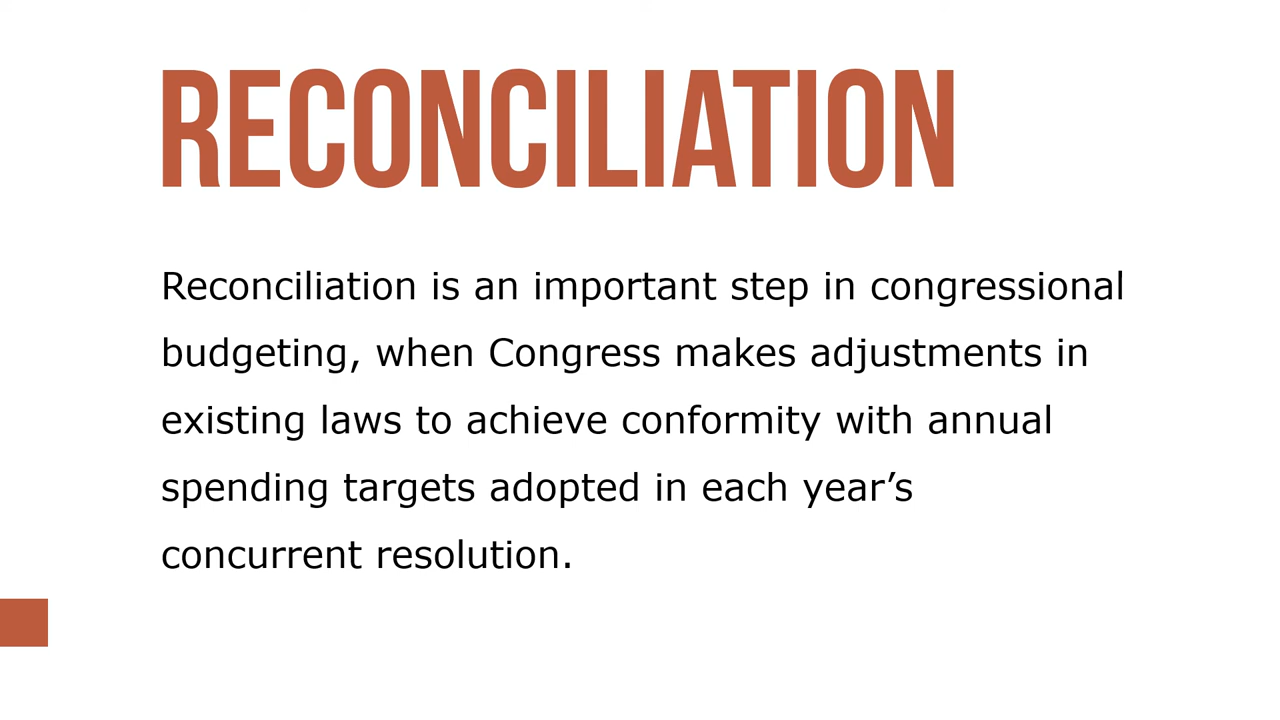 RECONCILIATION
Reconciliation is an important step in congressional
budgeting, when Congress makes adjustments in
existing laws to achieve conformity with annual
spending targets adopted in each year’s
concurrent resolution.